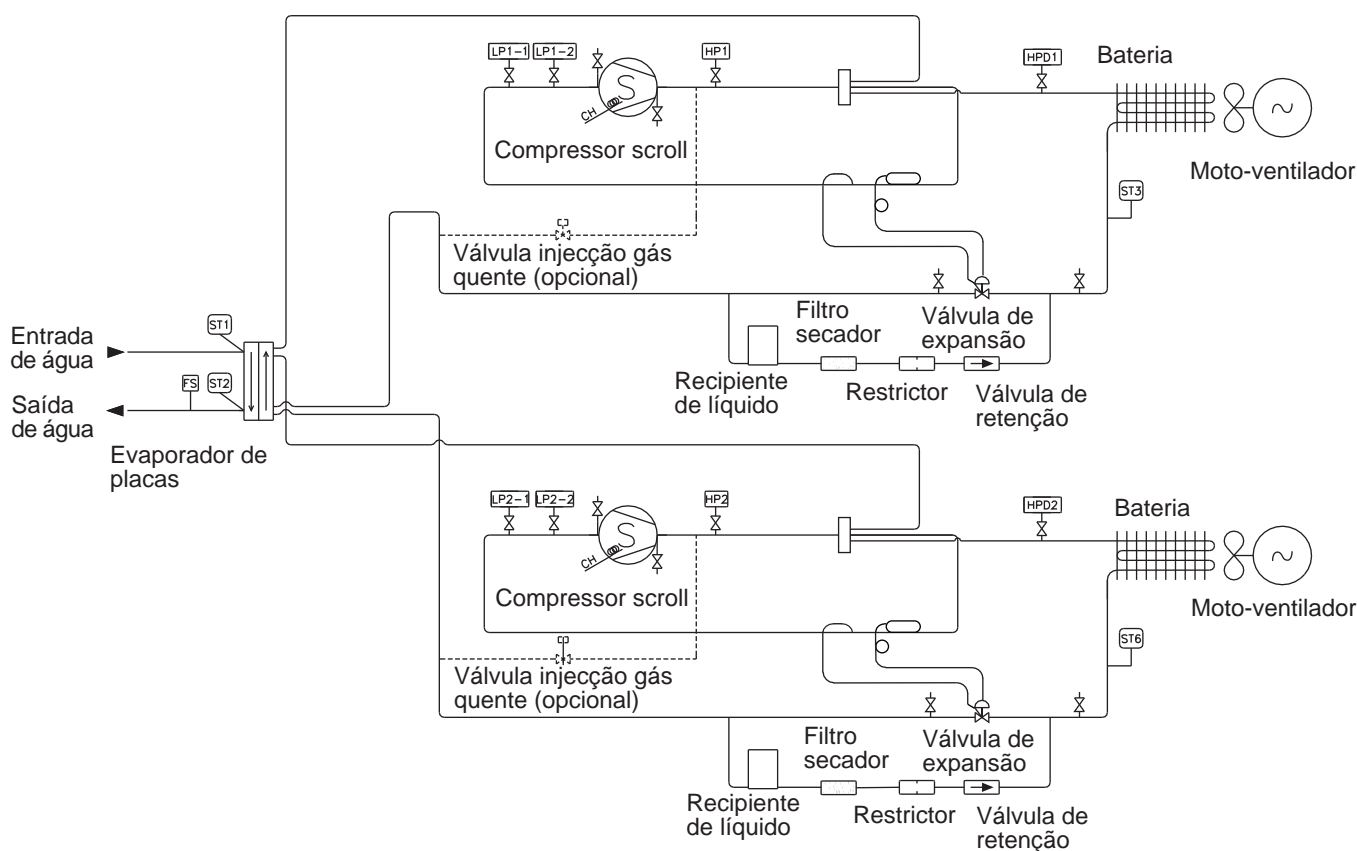 LP1-1
LP1-2
HP1
HPD1
Bateria
CH
Compressor scroll
Moto-ventilador
ST3
Válvula injecção gás
quente (opcional)
ST1
Entrada
de água
Filtro
secador
Válvula de
expansão
FS
ST2
Saída
de água
Recipiente
de líquido
Restrictor
Válvula de
retenção
Evaporador de
placas
LP2-1
LP2-2
HP2
HPD2
Bateria
CH
Compressor scroll
Moto-ventilador
ST6
Válvula injecção gás
quente (opcional)
Filtro
secador
Válvula de
expansão
Recipiente
de líquido
Restrictor
Válvula de
retenção